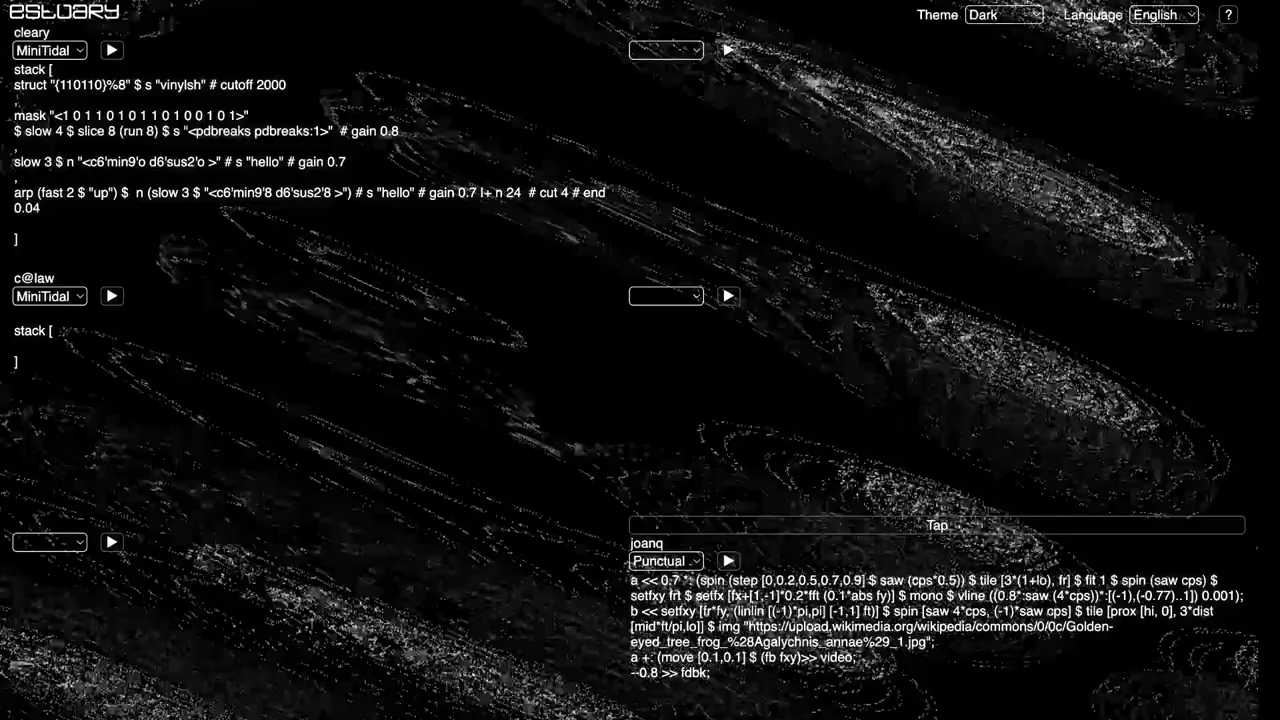 estuary
Theme Dark Language English ?
cleary
MiniTidal
stack [
struct "{110110}%8" $ s "vinylsh" # cutoff 2000
,
mask "<1 0 1 1 0 1 0 1 1 0 1 0 0 1 0 1>"
$ slow 4 $ slice 8 (run 8) $ s "<pdbreaks pdbreaks:1>" # gain 0.8
,
slow 3 $ n "<c6'min9'o d6'sus2'o >" # s "hello" # gain 0.7
,
arp (fast 2 $ "up") $ n (slow 3 $ "<c6'min9'8 d6'sus2'8 >") # s "hello" # gain 0.7 |+ n 24 # cut 4 # end
0.04
]
c@law
MiniTidal
stack [
]
Tap
joanq
Punctual
a << 0.7 *: (spin (step [0,0.2,0.5,0.7,0.9] $ saw (cps*0.5)) $ tile [3*(1+lo), fr] $ fit 1 $ spin (saw cps) $
setfxy frt $ setfx [fx+[1,-1]*0.2*fft (0.1*abs fy)] $ mono $ vline ((0.8*:saw (4*cps))*:[(-1),(-0.77)..1]) 0.001);
b << setfxy [fr*fy, (linlin [(-1)*pi,pi] [-1,1] ft)] $ spin [saw 4*cps, (-1)*saw cps] $ tile [prox [hi, 0], 3*dist
[mid*ft/pi,lo]] $ img "https://upload.wikimedia.org/wikipedia/commons/0/0c/Golden-
eyed_tree_frog_%28Agalychnis_annae%29_1.jpg";
a +: (move [0.1,0.1] $ (fb fxy)>> video;
--0.8 >> fdbk;